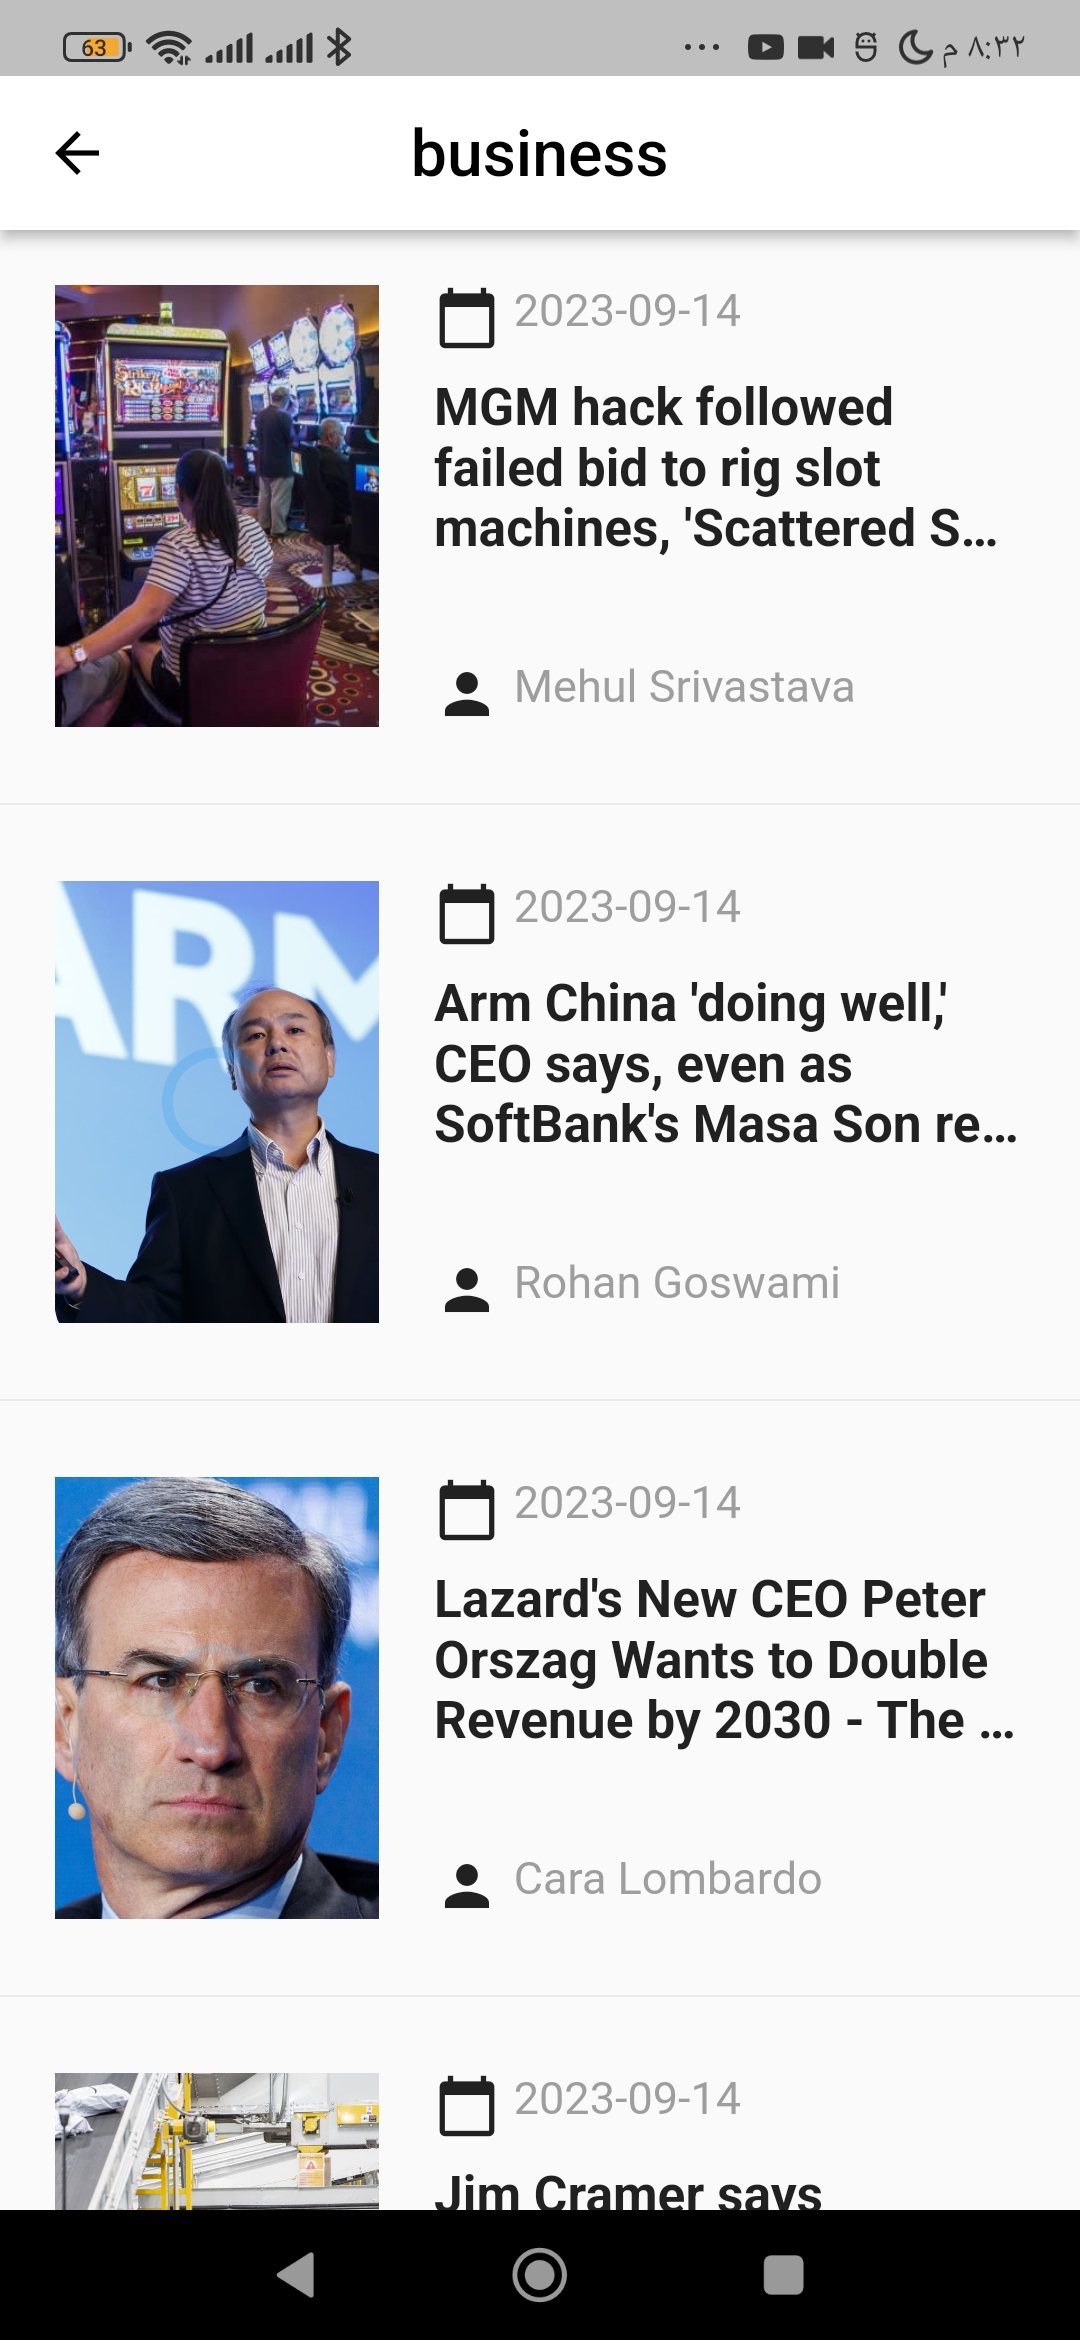 63
م ٨:٣٢
business
2023-09-14
MGM hack followed
failed bid to rig slot
machines, 'Scattered S...
Mehul Srivastava
ARM
2023-09-14
Arm China 'doing well,'
CEO says, even as
SoftBank's Masa Son re...
Rohan Goswami
2023-09-14
Lazard's New CEO Peter
Orszag Wants to Double
Revenue by 2030 - The ...
Cara Lombardo
2023-09-14
Jim Cramer says